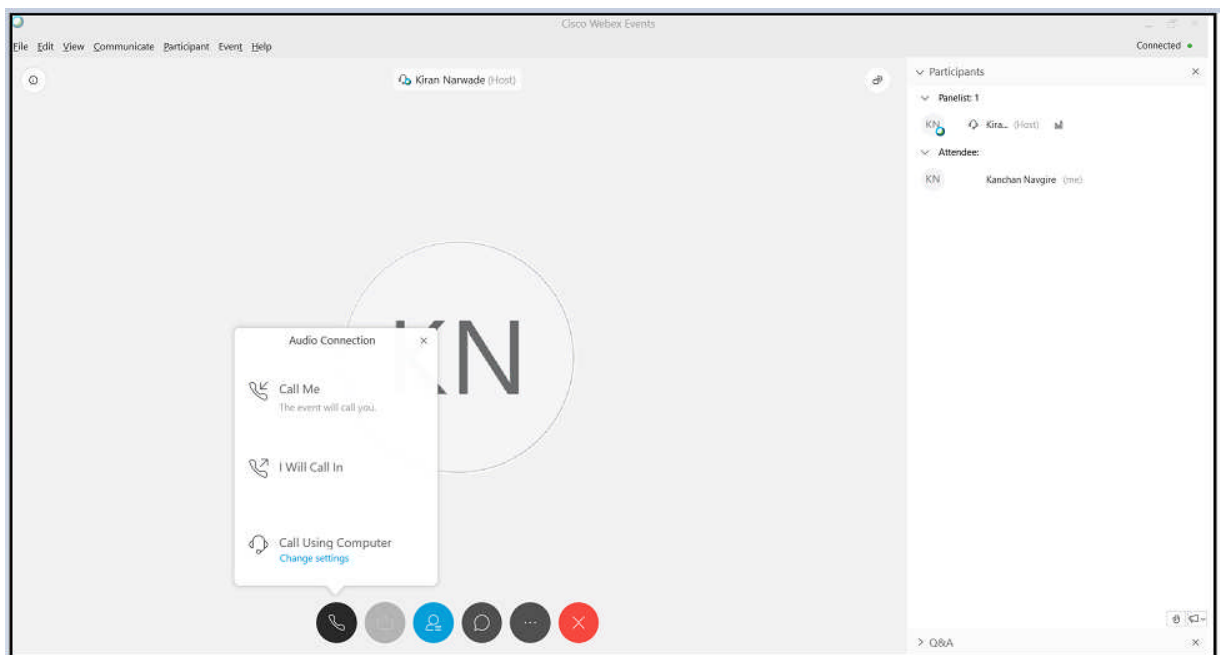 Cisco Webex Events
File Edit View Communicate Participant Event Help
Connected
Kiran Narwade (Host)
KN
Audio Connection
Call Me
The event will call you.
I Will Call In
Call Using Computer
Change settings
Participants
Panelist: 1
KN Kira... (Host)
Attendee:
KN Kanchan Navgire (me)
Q&A